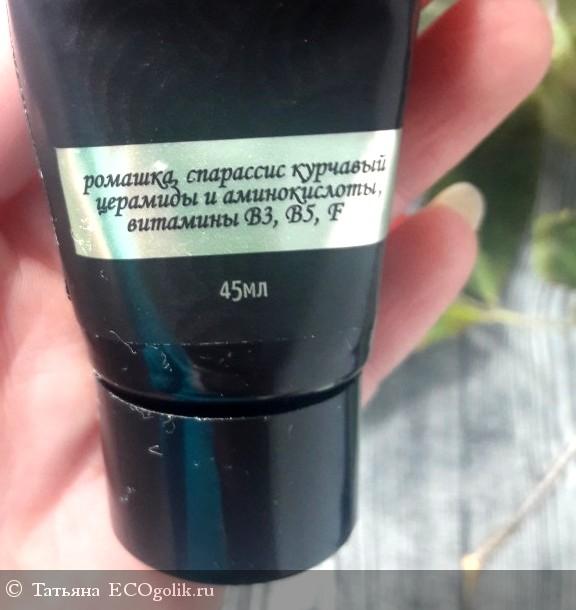 ромашка, спарассис курчавый
церамиды и аминокислоты,
витамины В3, В5, F
45мл
© Татьяна ECOgolik.ru